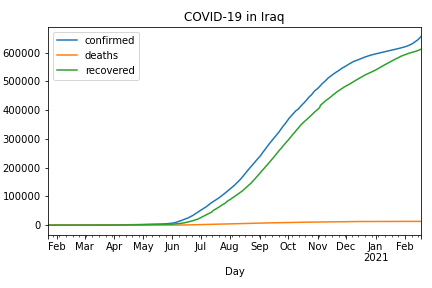 COVID-19 in Iraq
confirmed
deaths
recovered
600000
500000
400000
300000
200000
100000
0
Feb Mar Apr May Jun Jul Aug Sep Oct Nov Dec Jan Feb
2021
Day